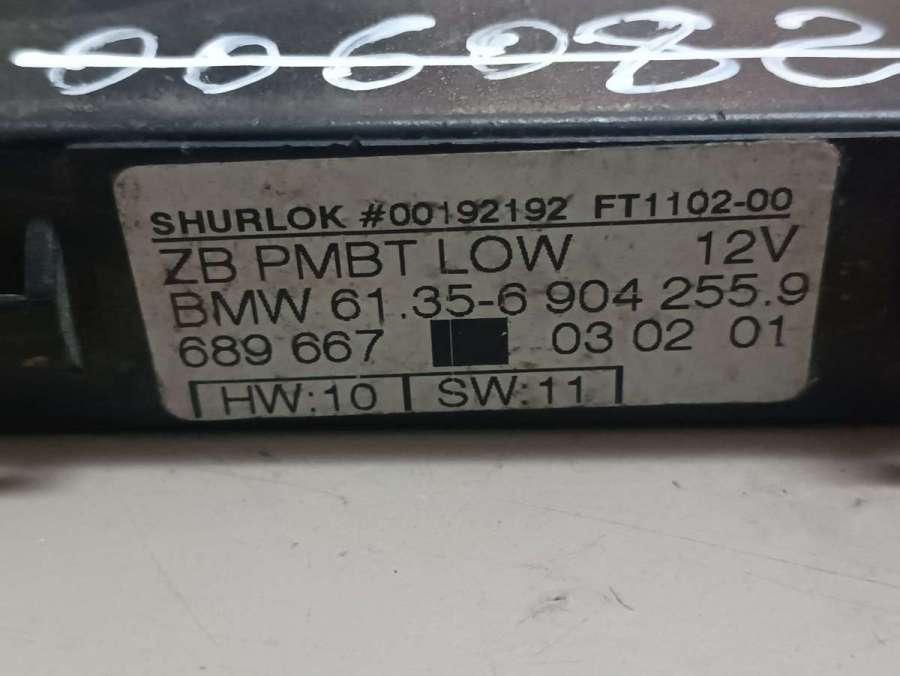 006082
SHURLOK #00192192 FT1102-00
ZB PMBT LOW 12V
BMW 61.35-6 904 255.9
689 667 03 02 01
HW:10 SW:11